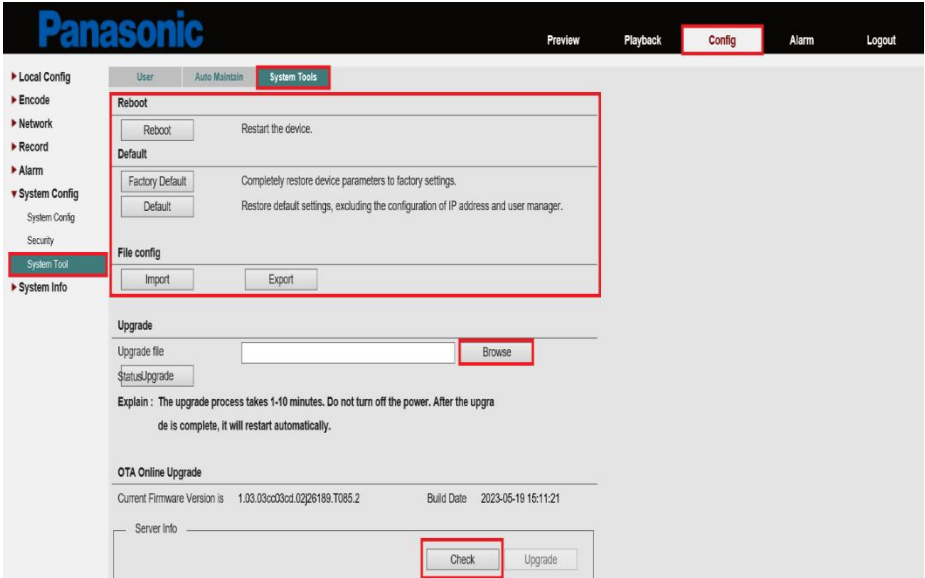 Panasonic
Preview Playback Config Alarm Logout
Local Config
Encode
Network
Record
Alarm
System Config
System Config
Security
System Tool
System Info
User Auto Maintain System Tools
Reboot
Reboot Restart the device.
Default
Factory Default Completely restore device parameters to factory settings.
Default Restore default settings, excluding the configuration of IP address and user manager.
File config
Import Export
Upgrade
Upgrade file Browse
StatusUpgrade
Explain : The upgrade process takes 1-10 minutes. Do not turn off the power. After the upgra
de is complete, it will restart automatically.
OTA Online Upgrade
Current Firmware Version is 1.03.03cc03cd.02j26189.T085.2 Build Date 2023-05-19 15:11:21
Server Info
Check Upgrade